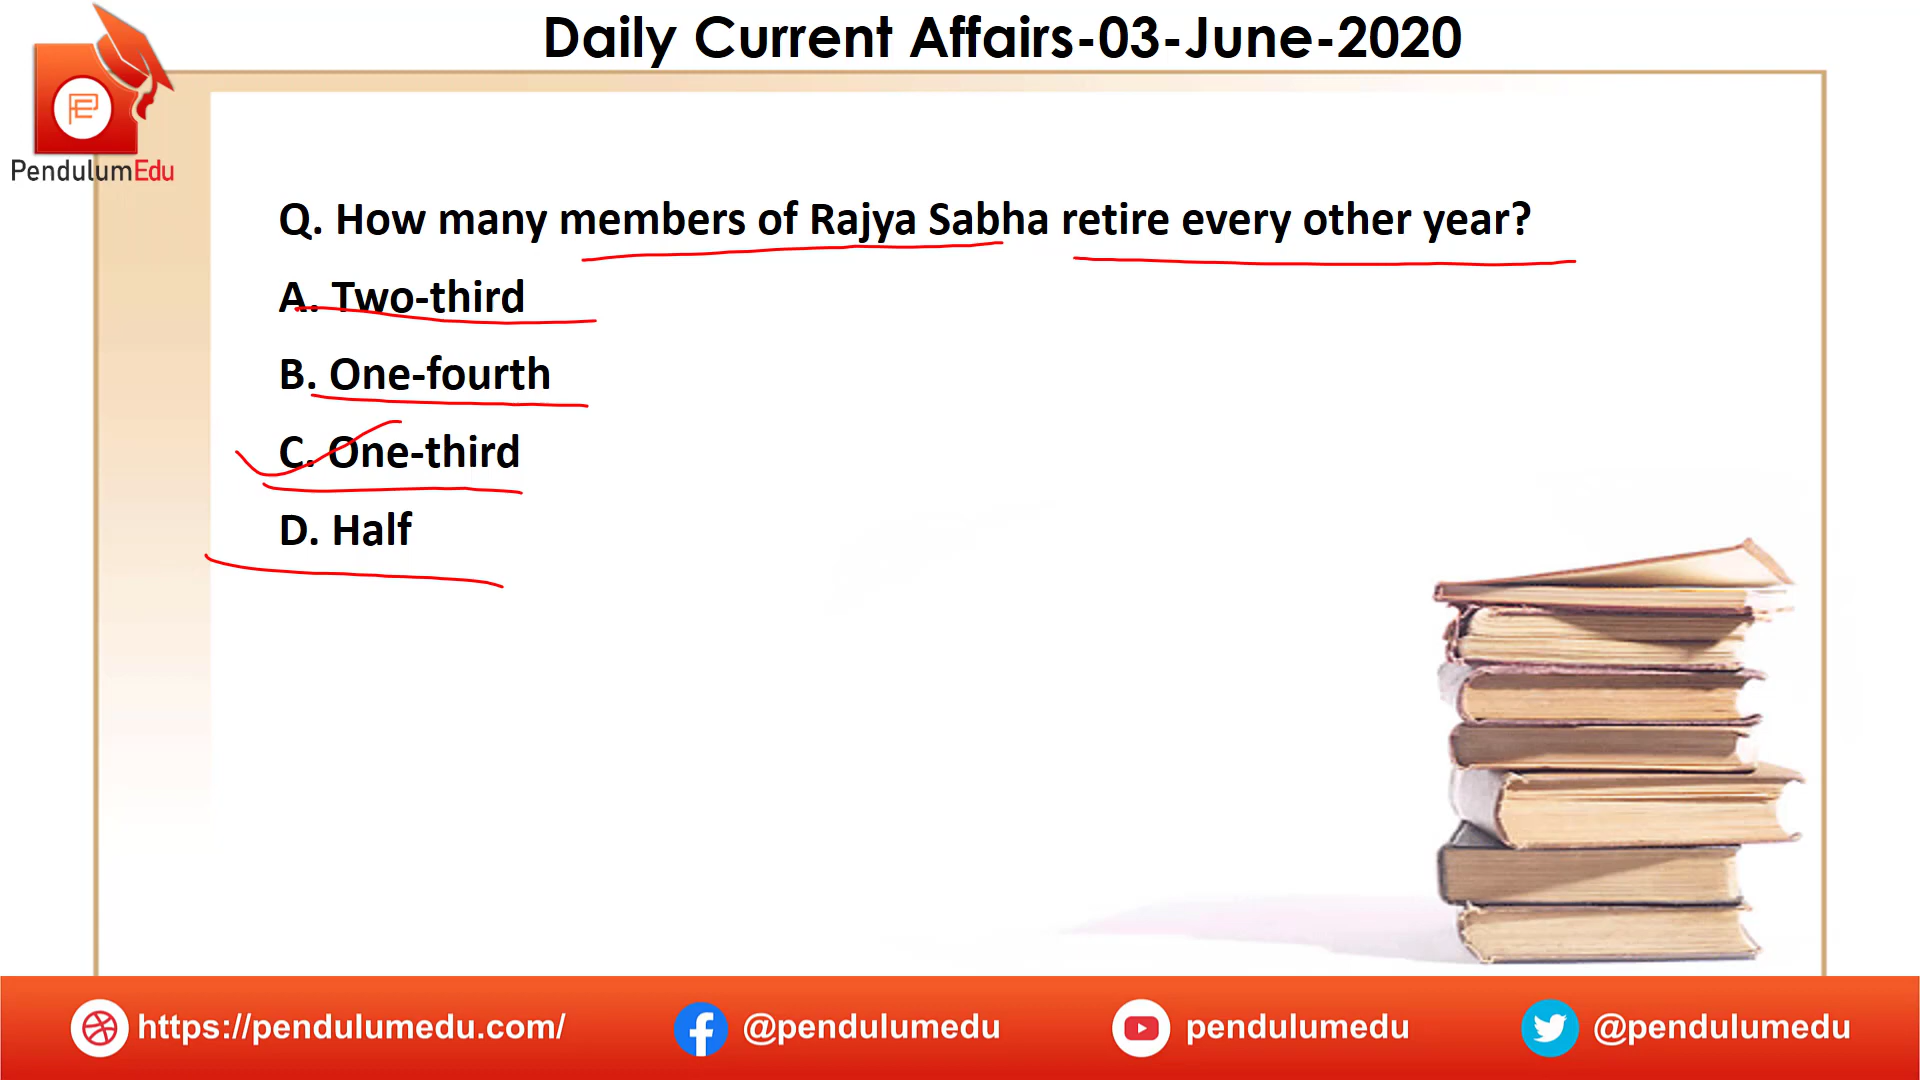 Daily Current Affairs-03-June-2020
PendulumEdu
Q. How many members of Rajya Sabha retire every other year?
A. Two-third
B. One-fourth
C. One-third
D. Half
https://pendulumedu.com/
@pendulumedu
pendulumedu
@pendulumedu